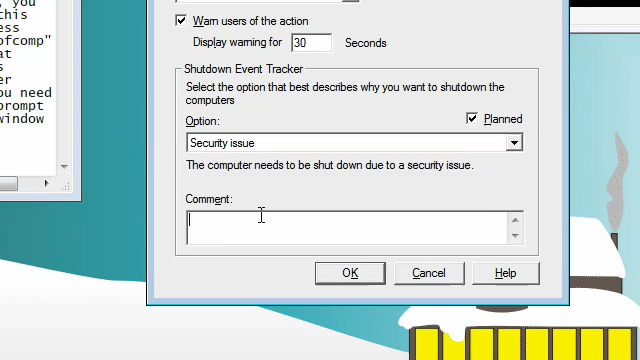 , you
this
ess
ofcomp"
at
s
er
ou need
prompt
window
Warn users of the action
Display warning for 30 Seconds
Shutdown Event Tracker
Select the option that best describes why you want to shutdown the
computers
Option:
Planned
Security issue
The computer needs to be shut down due to a security issue.
Comment:
OK Cancel Help